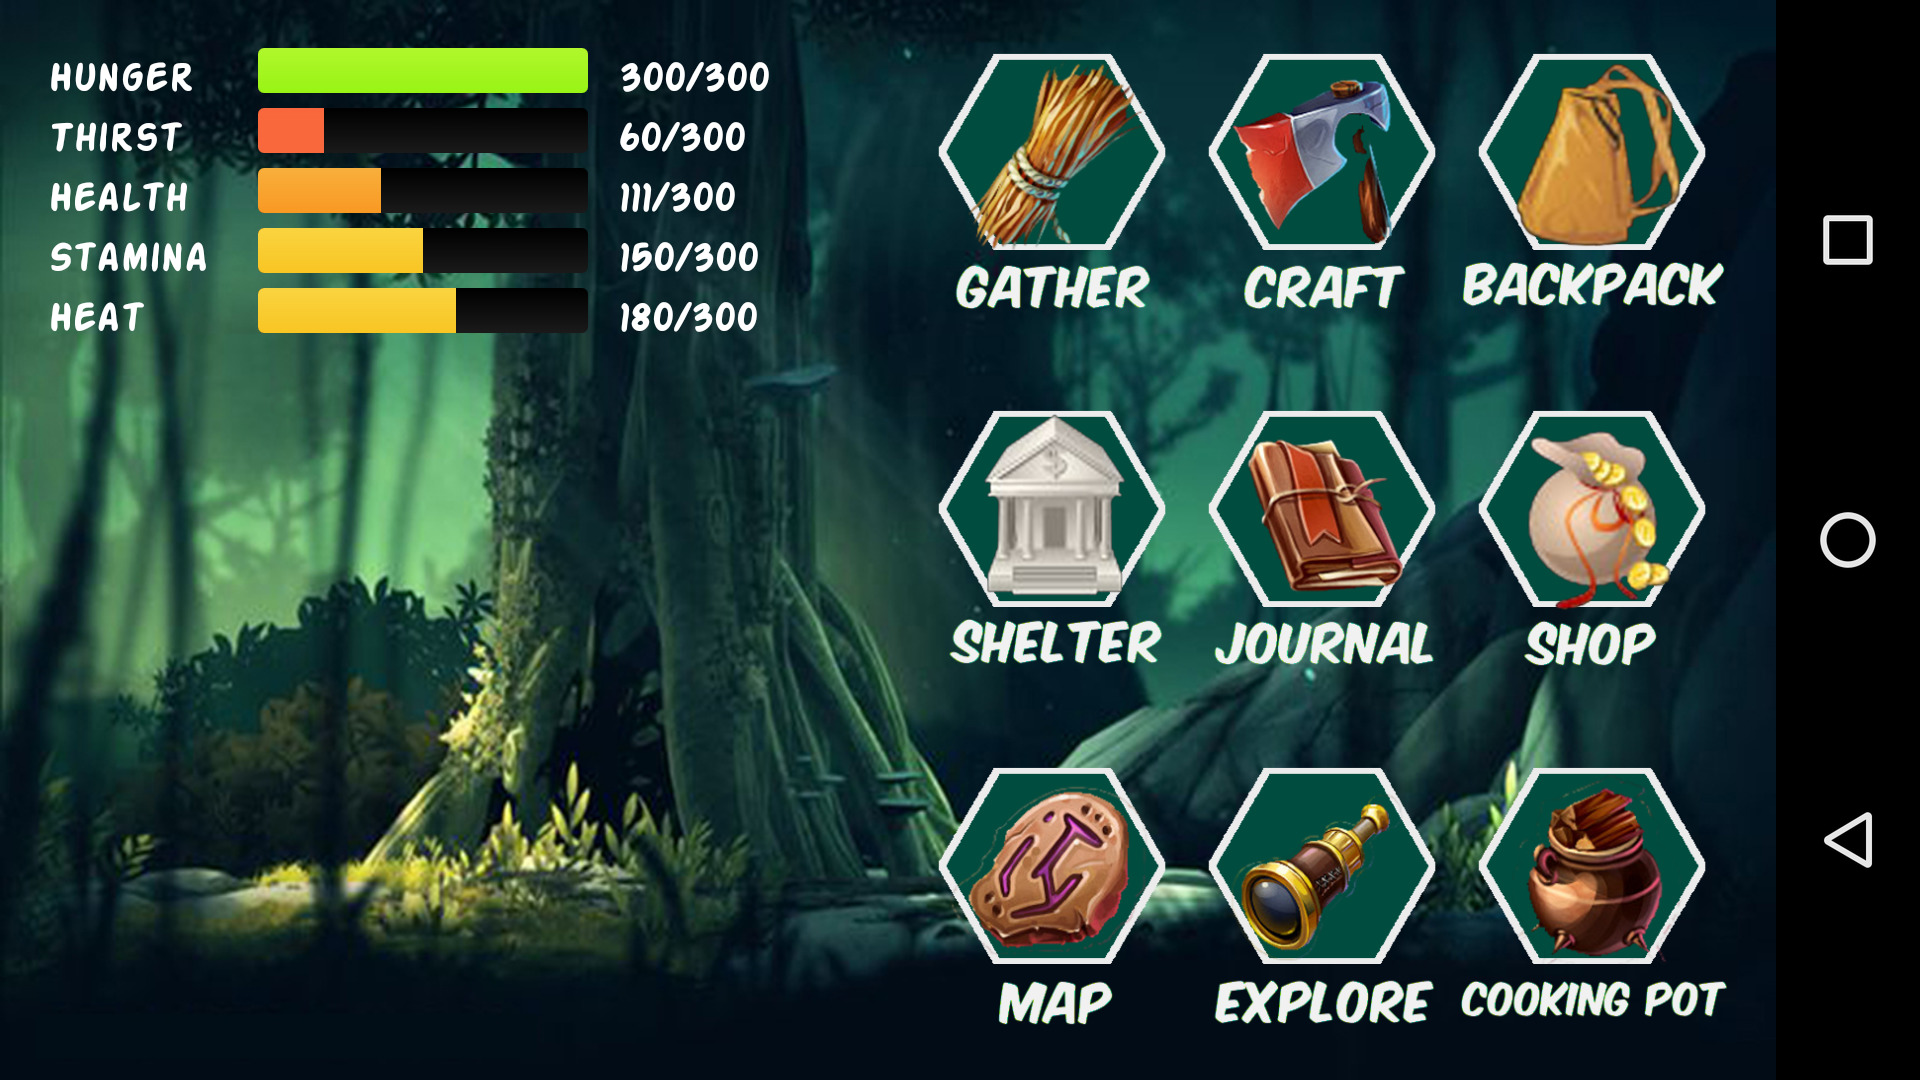 HUNGER 300/300
THIRST 60/300
HEALTH 111/300
STAMINA 150/300
HEAT 180/300
GATHER CRAFT BACKPACK
SHELTER JOURNAL SHOP
MAP EXPLORE COOKING POT